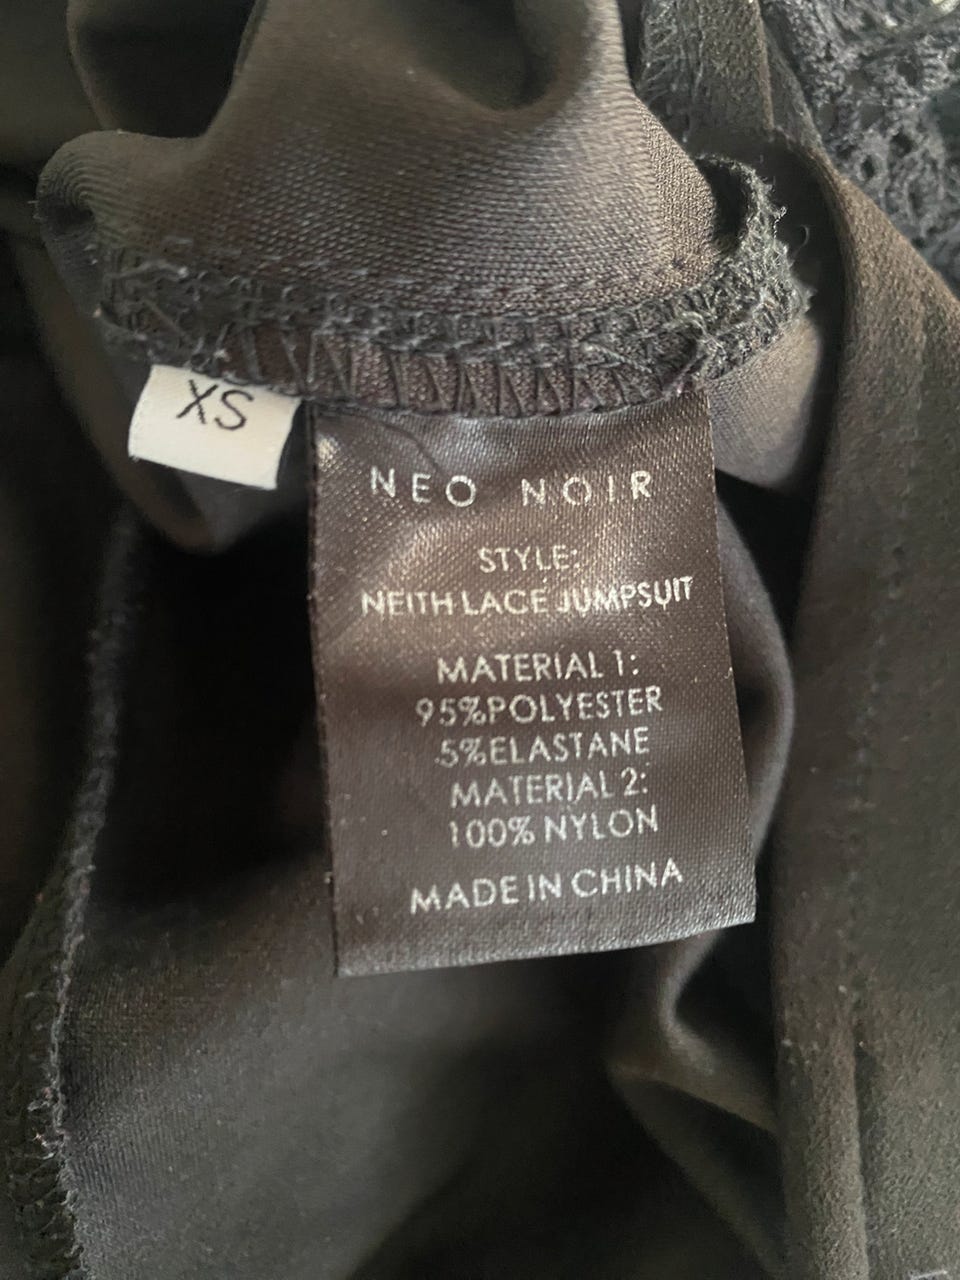 XS
NEO NOIR
STYLE:
NEITH LACE JUMPSUIT
MATERIAL 1:
95%POLYESTER
5%ELASTANE
MATERIAL 2:
100% NYLON
MADE IN CHINA